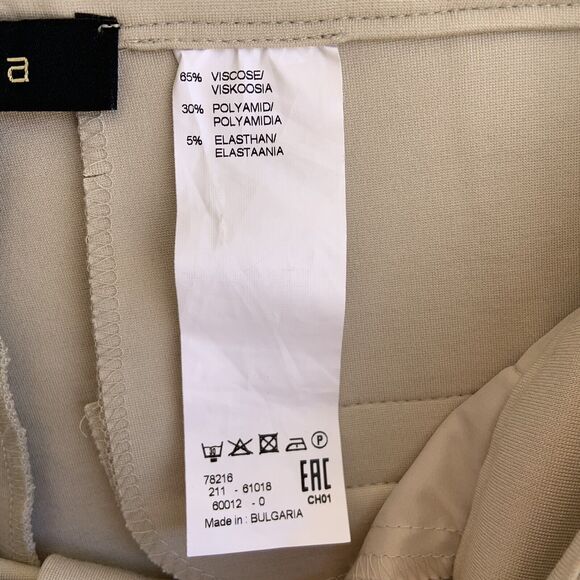 a
65% VISCOSE/
VISKOOSIA
30% POLYAMID/
POLYAMIDIA
5% ELASTHAN/
ELASTAANIA
P
78216
211 - 61018
60012 - 0
Made in : BULGARIA
EAC
CH01